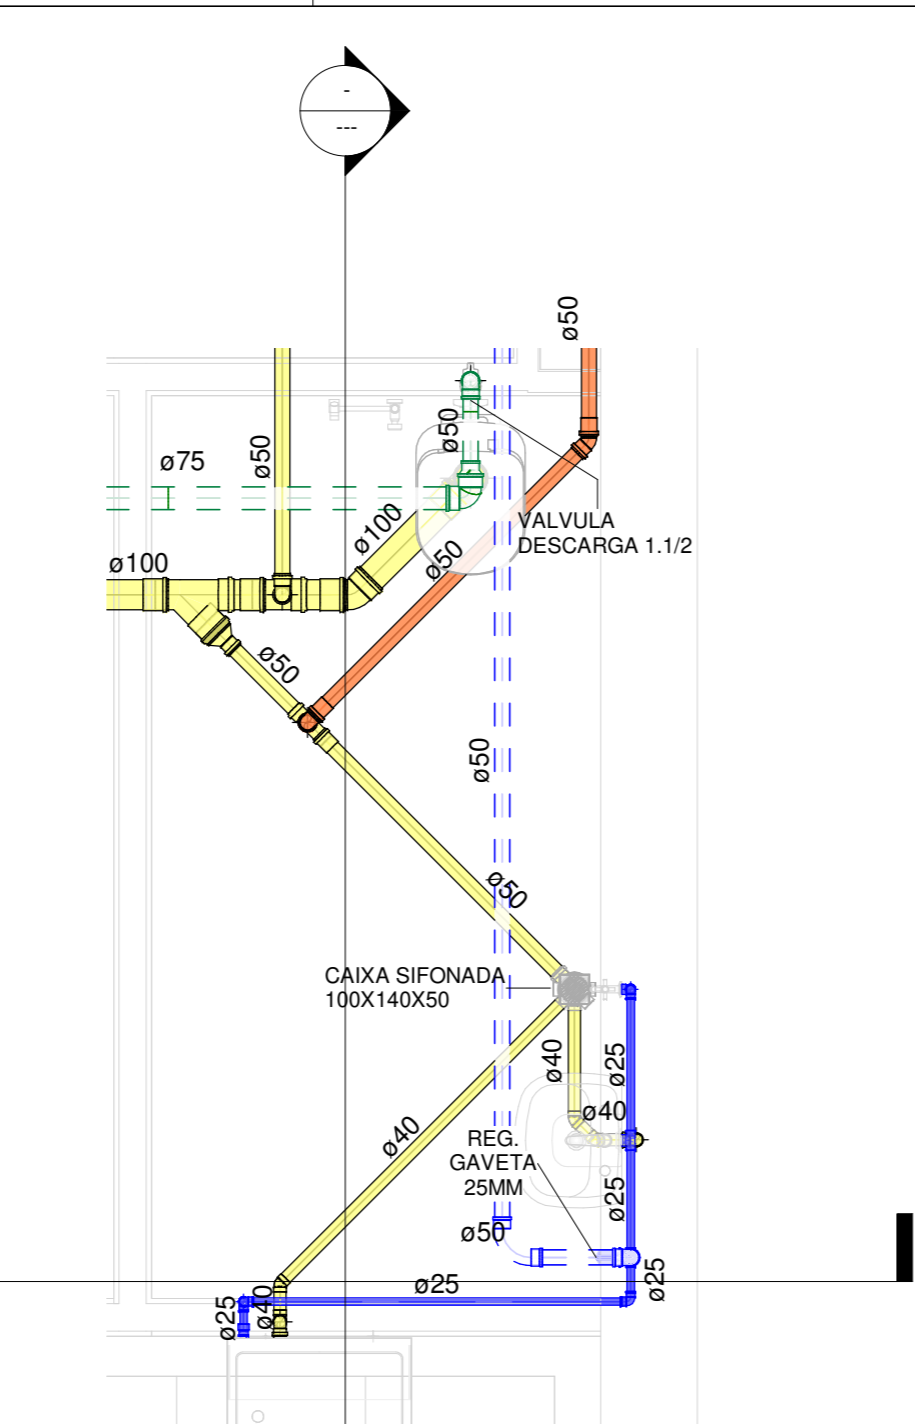 -
---
ø50
ø50
ø50
ø75
ø100
VALVULA
DESCARGA 1.1/2
ø50
ø100
ø50
ø50
ø50
CAIXA SIFONADA
100X140X50
ø40
ø25
ø40
ø40
REG.
GAVETA
25MM
ø25
ø50
ø25
ø25
ø40
ø25